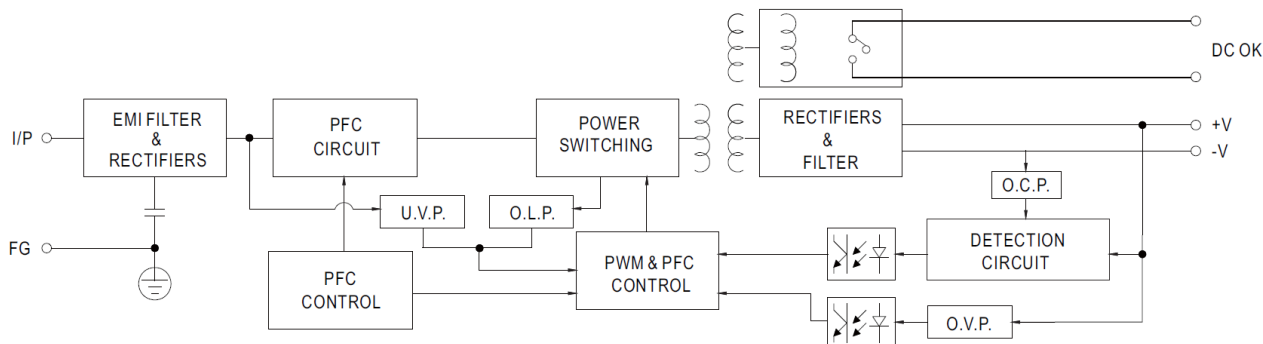 DC OK
I/P
EMI FILTER
&
RECTIFIERS
PFC
CIRCUIT
POWER
SWITCHING
RECTIFIERS
&
FILTER
+V
-V
U.V.P.
O.L.P.
O.C.P.
FG
PFC
CONTROL
PWM & PFC
CONTROL
DETECTION
CIRCUIT
O.V.P.